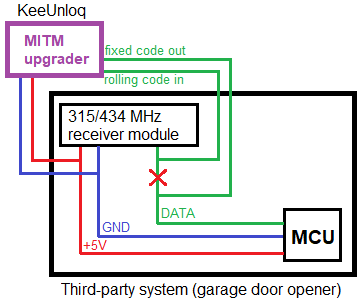 KeeUnloq
MITM
upgrader
fixed code out
rolling code in
315/434 MHz
receiver module
DATA
GND
+5V
MCU
Third-party system (garage door opener)